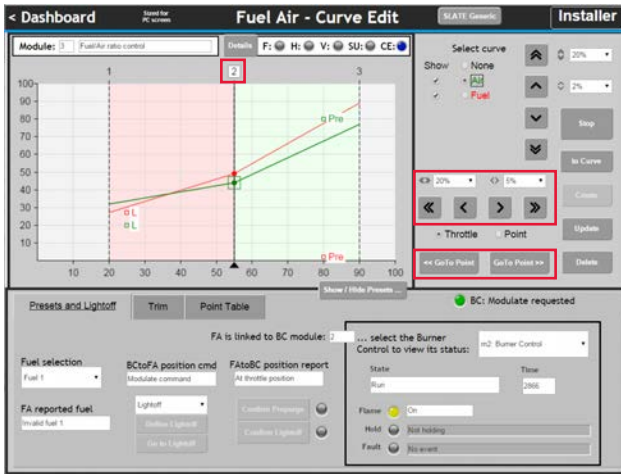 < Dashboard
Sized for
PC screen
Fuel Air - Curve Edit
SLATE Generic
Installer
Module: 3 Fuel/Air ratio control
Details
F: H: V: SU: CE:
1 2 3
100
90
80
70
60
50
40
30
20
10
Pre
L
L
Pre
10 20 30 40 50 60 70 80 90 100
Show / Hide Presets ...
Select curve
Show None
Air
Fuel
20%
2%
Stop
In Curve
20% 5%
Throttle Point
Create
Update
<< GoTo Point GoTo Point >> Delete
Presets and Lightoff Trim Point Table
BC: Modulate requested
FA is linked to BC module: 2
... select the Burner
Control to view its status: m2: Burner Control
Fuel selection
Fuel 1
BCtoFA position cmd
Modulate command
FAtoBC position report
At throttle position
State
Run
Time
2866
FA reported fuel
Invalid fuel 1
Lightoff
Define Lightoff
Go to Lightoff
Confirm Prepurge
Confirm Lightoff
Flame On
Hold Not holding
Fault No event